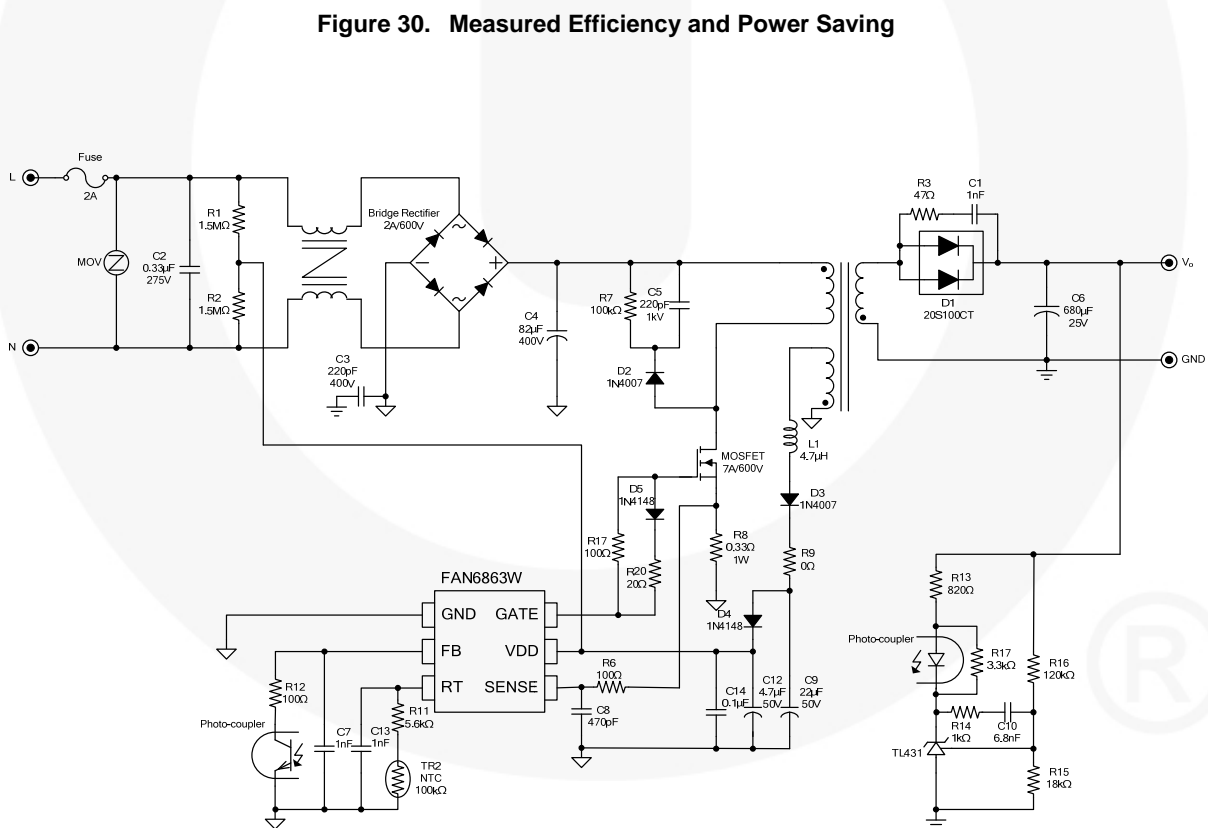 Figure 30. Measured Efficiency and Power Saving
Fuse
2A
L
N
MOV
C2
0.33µF
275V
R1
1.5MΩ
R2
1.5MΩ
Bridge Rectifier
2A/600V
~
~
−
+
C3
220pF
400V
C4
82µF
400V
R7
100kΩ
C5
220pF
1kV
D2
1N4007
MOSFET
7A/600V
R3
47Ω
C1
1nF
D1
20S100CT
C6
680µF
25V
Vo
GND
L1
4.7µH
D3
1N4007
R9
0Ω
D4
1N4148
D5
1N4148
R17
100Ω
R20
20Ω
R8
0.33Ω
1W
FAN6863W
GND
GATE
FB
VDD
RT
SENSE
R6
100Ω
C8
470pF
C14
0.1µF
C12
4.7µF
50V
C9
22µF
50V
R12
100Ω
Photo-coupler
C7
1nF
C13
1nF
R11
5.6kΩ
TR2
NTC
100kΩ
R13
820Ω
Photo-coupler
R17
3.3kΩ
R16
120kΩ
R14
1kΩ
C10
6.8nF
TL431
R15
18kΩ
®